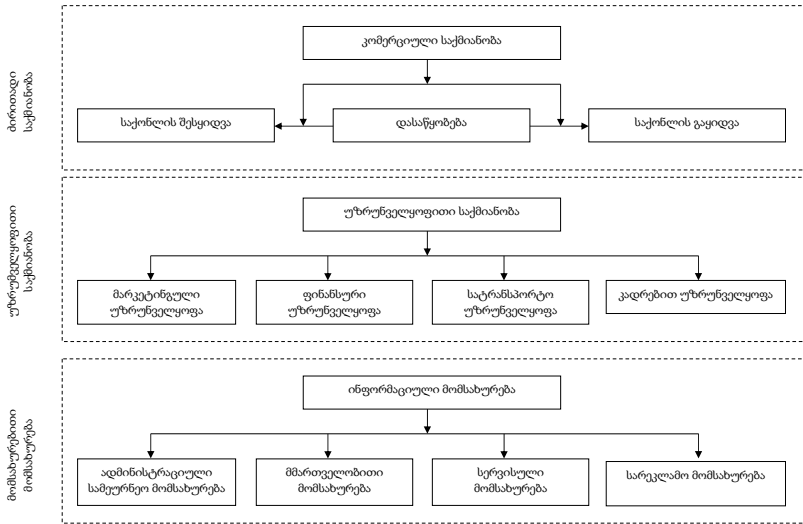 ძირითადი
საქმიანობა
კომერციული საქმიანობა
საქონლის შესყიდვა
დასაწყობება
საქონლის გაყიდვა
უზრუმველყოფითი
საქმიანობა
უზრუნველყოფითი საქმიანობა
მარკეტინგული
უზრუნველყოფა
ფინანსური
უზრუნველყოფა
სატრანსპორტო
უზრუნველყოფა
კადრებით უზრუნველყოფა
მომსახურებითი
მომსახურება
ინფორმაციული მომსახურება
ადმინისტრაციული
სამეურნეო მომსახურება
მმართველობითი
მომსახურება
სერვისული
მომსახურება
სარეკლამო მომსახურება